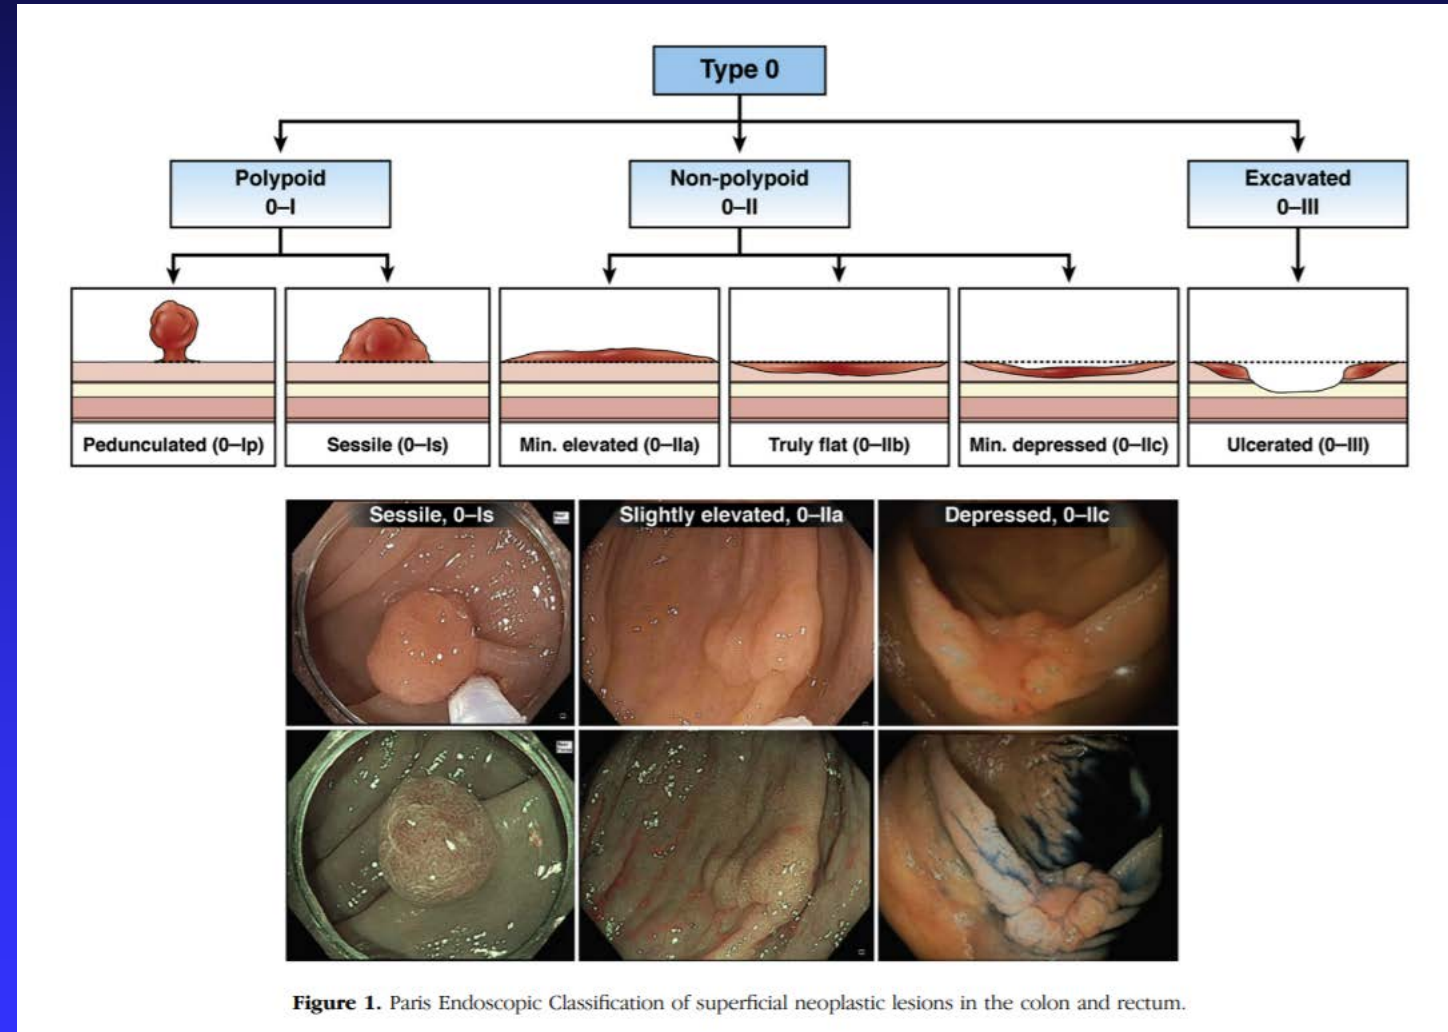 Type 0
Polypoid
0–I
Non-polypoid
0–II
Excavated
0–III
Pedunculated (0–Ip)
Sessile (0–Is)
Min. elevated (0–IIa)
Truly flat (0–IIb)
Min. depressed (0–IIc)
Ulcerated (0–III)
Sessile, 0–Is
Slightly elevated, 0–IIa
Depressed, 0–IIc
Figure 1. Paris Endoscopic Classification of superficial neoplastic lesions in the colon and rectum.